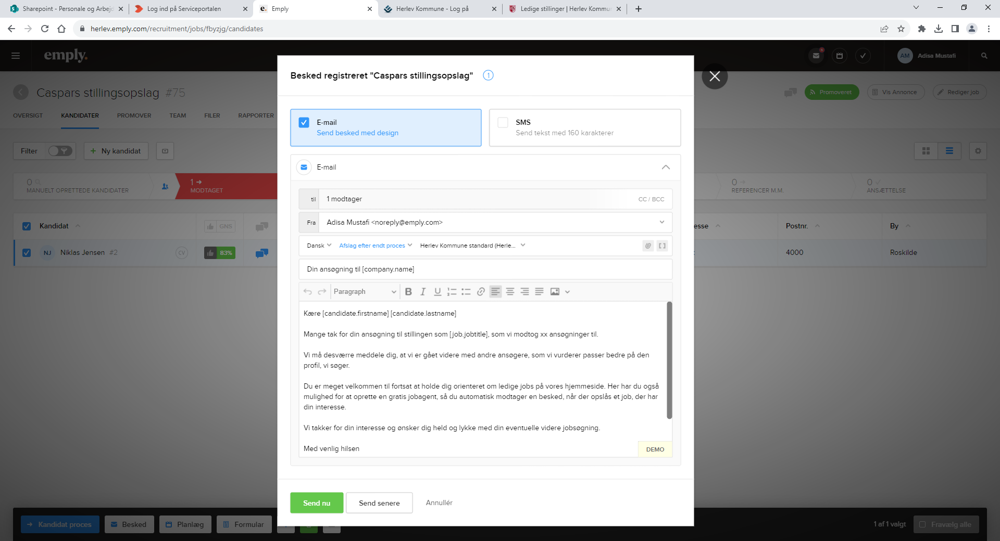 Sharepoint - Personale og Arbejd
Log ind på Serviceportalen
Emply
Herlev Kommune - Log på
Ledige stillinger | Herlev Kommu
herlev.emply.com/recruitment/jobs/fbyzjg/candidates
emply.
AM
Adisa Mustafi
Caspars stillingsopslag #75
Promoveret
Vis Annonce
Rediger job
OVERSIGT
KANDIDATER
PROMOVER
TEAM
FILER
RAPPORTER
Filter
+ Ny kandidat
0
MANUELT OPRETTEDE KANDIDATER
1
MODTAGET
0
REFERENCER M.M.
0
ANSÆTTELSE
Kandidat
GNS
esse
Postnr.
By
NJ
Niklas Jensen #2
CV
83%
4000
Roskilde
Besked registreret "Caspars stillingsopslag" 1
E-mail
Send besked med design
SMS
Send tekst med 160 karakterer
E-mail
til
1 modtager
CC / BCC
Fra
Adisa Mustafi <noreply@emply.com>
Dansk
Afslag efter endt proces
Herlev Kommune standard (Herle...
Din ansøgning til [company.name]
Paragraph
B I U
Kære [candidate.firstname] [candidate.lastname]
Mange tak for din ansøgning til stillingen som [job.jobtitle], som vi modtog xx ansøgninger til.
Vi må desværre meddele dig, at vi er gået videre med andre ansøgere, som vi vurderer passer bedre på den
profil, vi søger.
Du er meget velkommen til fortsat at holde dig orienteret om ledige jobs på vores hjemmeside. Her har du også
mulighed for at oprette en gratis jobagent, så du automatisk modtager en besked, når der opslås et job, der har
din interesse.
Vi takker for din interesse og ønsker dig held og lykke med din eventuelle videre jobsøgning.
Med venlig hilsen
DEMO
Send nu
Send senere
Annullér
Kandidat proces
Besked
Planlæg
Formular
1 af 1 valgt
Fravælg alle